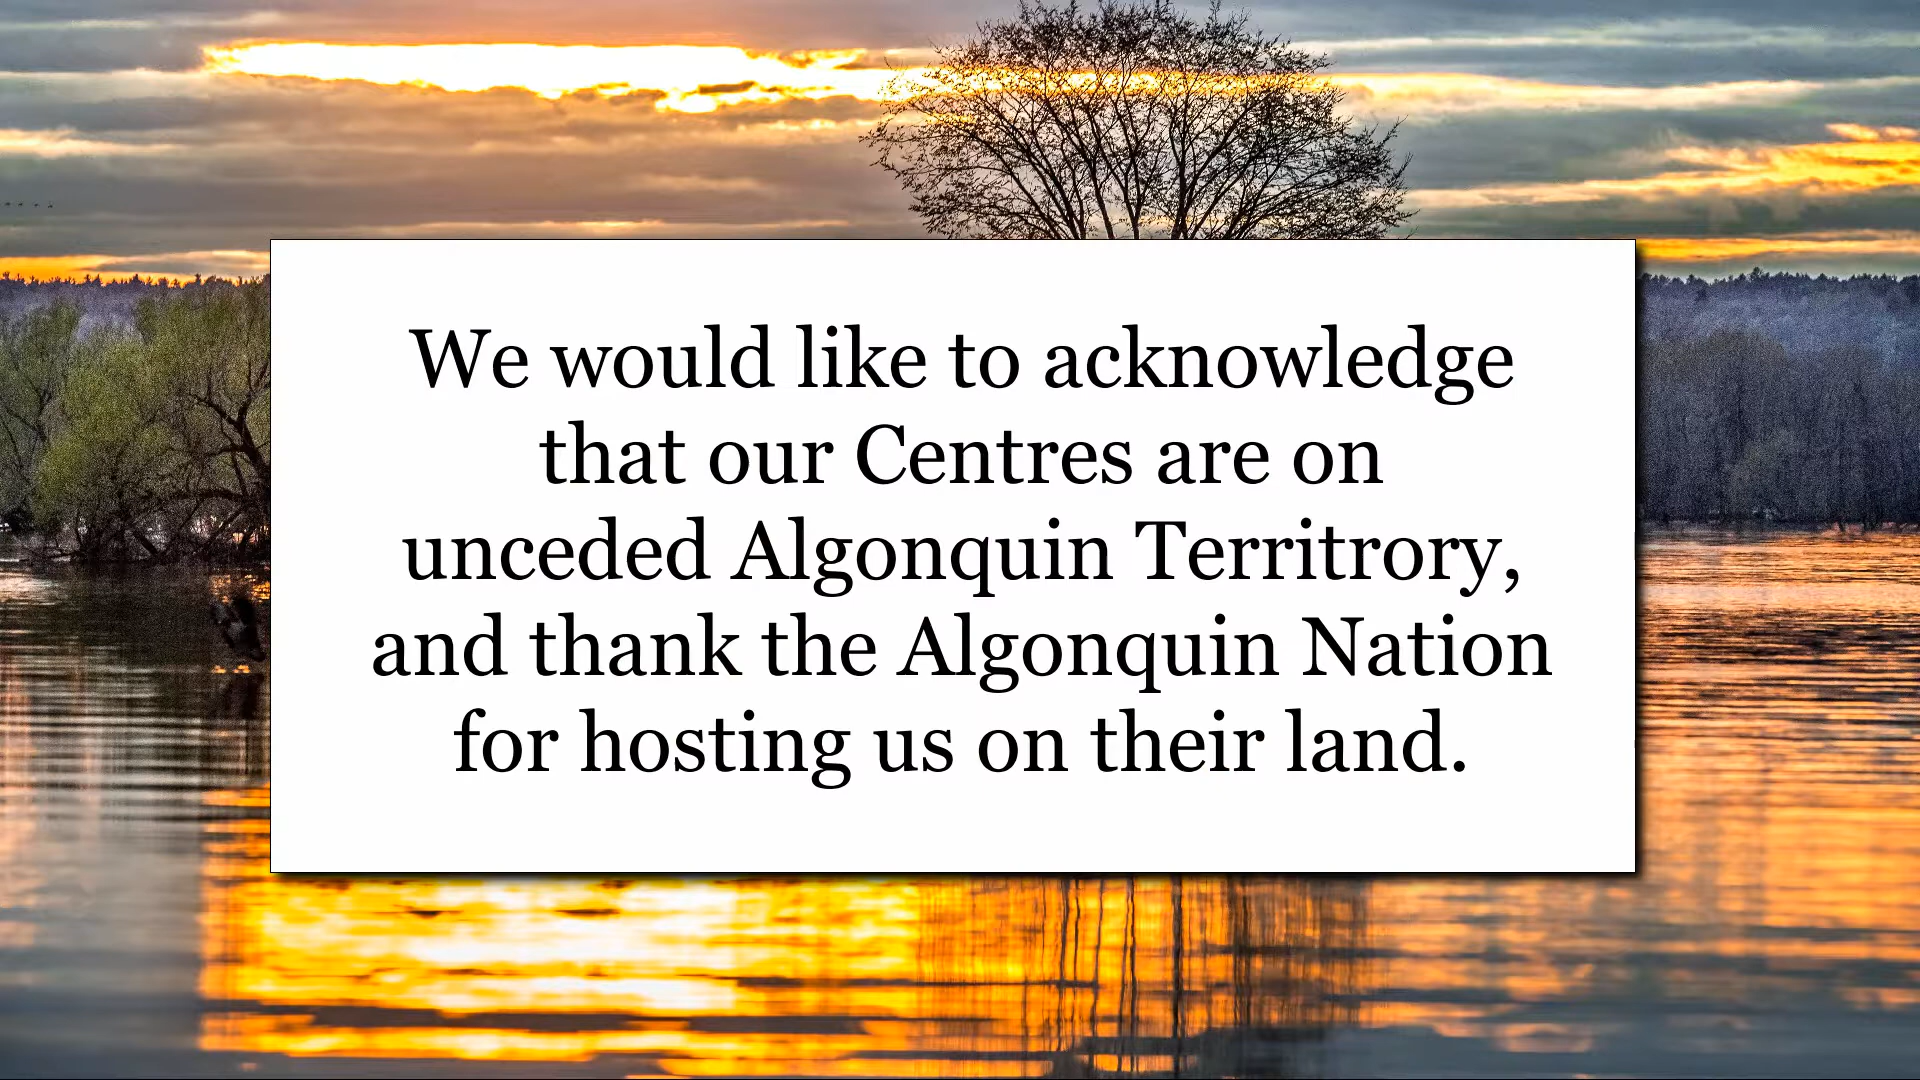 We would like to acknowledge
that our Centres are on
unceded Algonquin Territrory,
and thank the Algonquin Nation
for hosting us on their land.